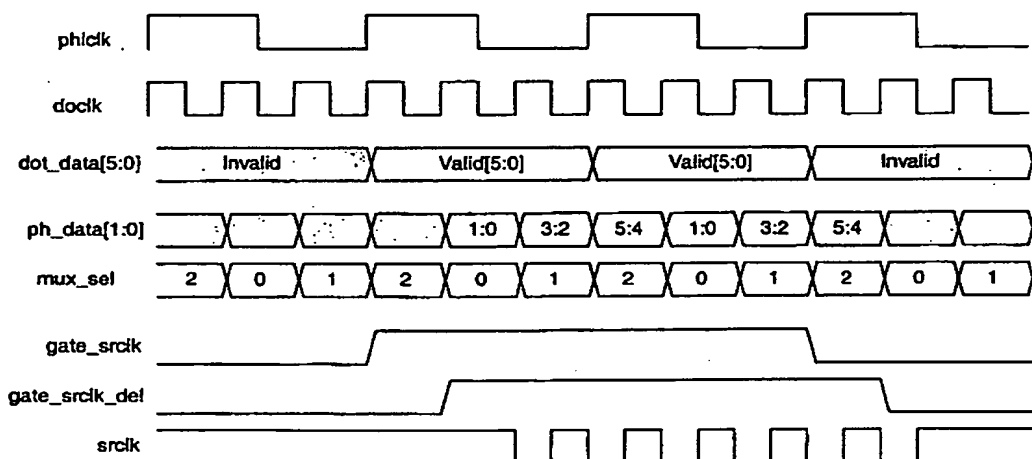 phiclk
doclk
dot_data[5:0} Invalid Valid[5:0] Valid[5:0] Invalid
ph_data[1:0] 1:0 3:2 5:4 1:0 3:2 5:4
mux_sel 2 0 1 2 0 1 2 0 1 2 0 1
gate_srclk
gate_srclk_del
srclk